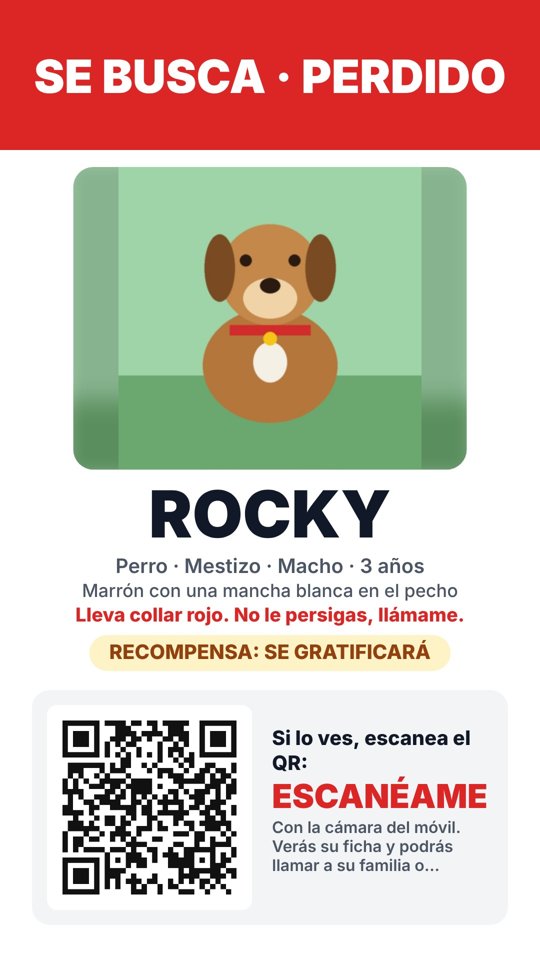 SE BUSCA · PERDIDO
ROCKY
Perro · Mestizo · Macho · 3 años
Marrón con una mancha blanca en el pecho
Lleva collar rojo. No le persigas, llámame.
RECOMPENSA: SE GRATIFICARÁ
Si lo ves, escanea el
QR:
ESCANÉAME
Con la cámara del móvil.
Verás su ficha y podrás
llamar a su familia o...